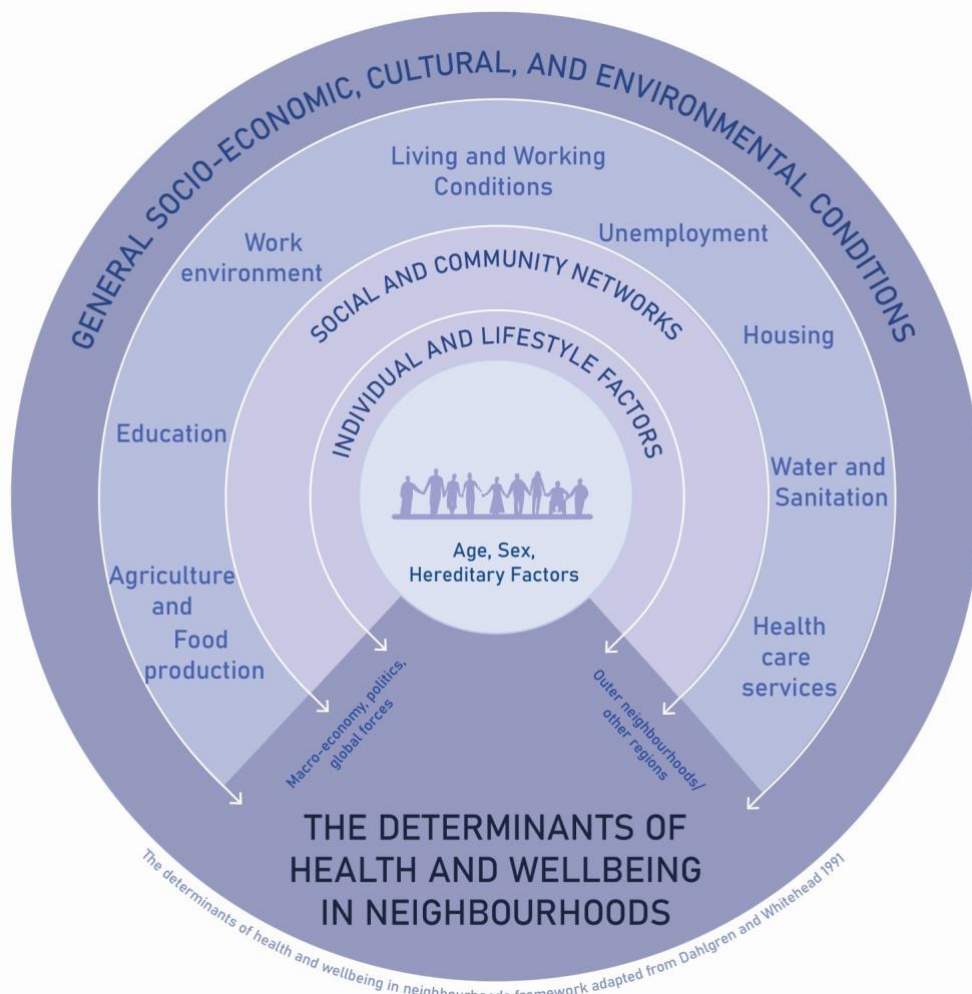 GENERAL SOCIO-ECONOMIC, CULTURAL, AND ENVIRONMENTAL CONDITIONS
Living and Working
Conditions
Work
environment
Unemployment
SOCIAL AND COMMUNITY NETWORKS
Housing
INDIVIDUAL AND LIFESTYLE FACTORS
Education
Water and
Sanitation
Age, Sex,
Hereditary Factors
Agriculture
and
Food
production
Health
care
services
Macro-economy, politics,
global forces
Outer neighbourhoods/
other regions
THE DETERMINANTS OF
HEALTH AND WELLBEING
IN NEIGHBOURHOODS
The determinants of health and wellbeing in neighbourhoods framework adapted from Dahlgren and Whitehead 1991